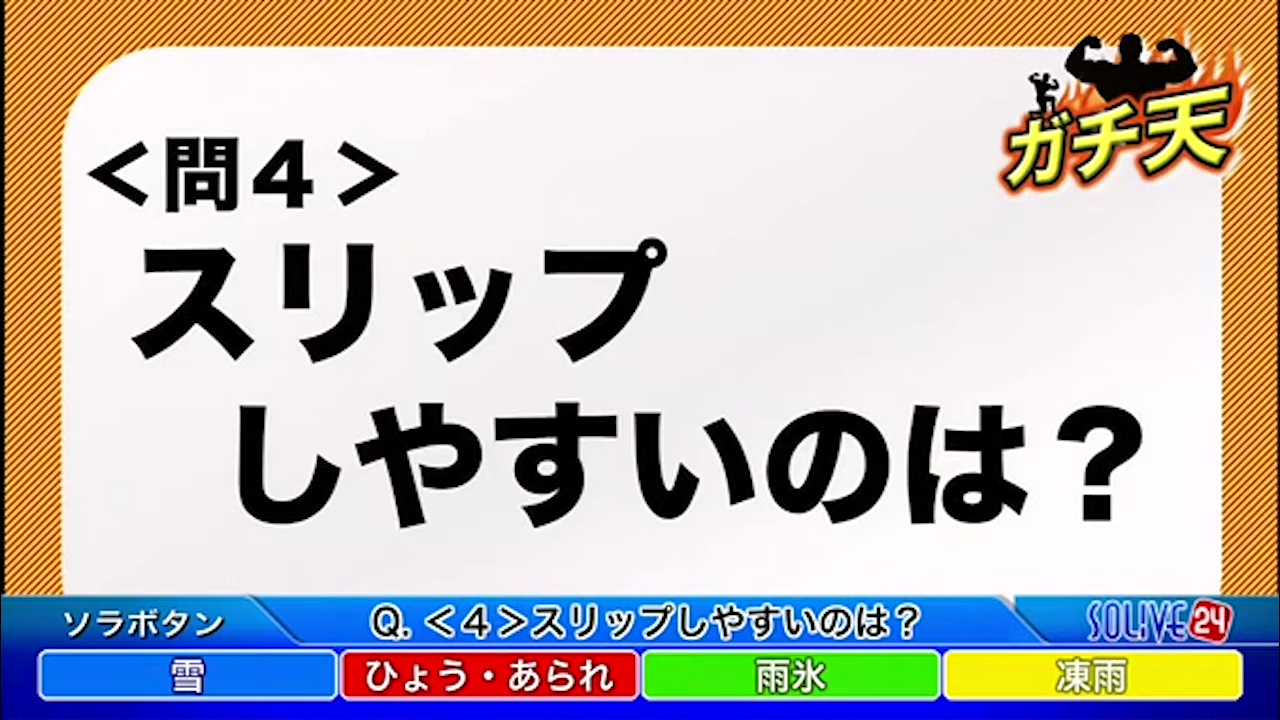 ガチ天
＜問４＞
スリップ
しやすいのは？
ソラボタン
Q. ＜４＞スリップしやすいのは？
SOLiVE24
雪
ひょう・あられ
雨氷
凍雨